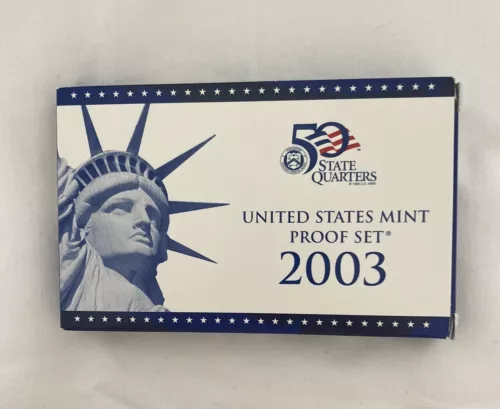 50
STATE
QUARTERS
UNITED STATES MINT
PROOF SET®
2003